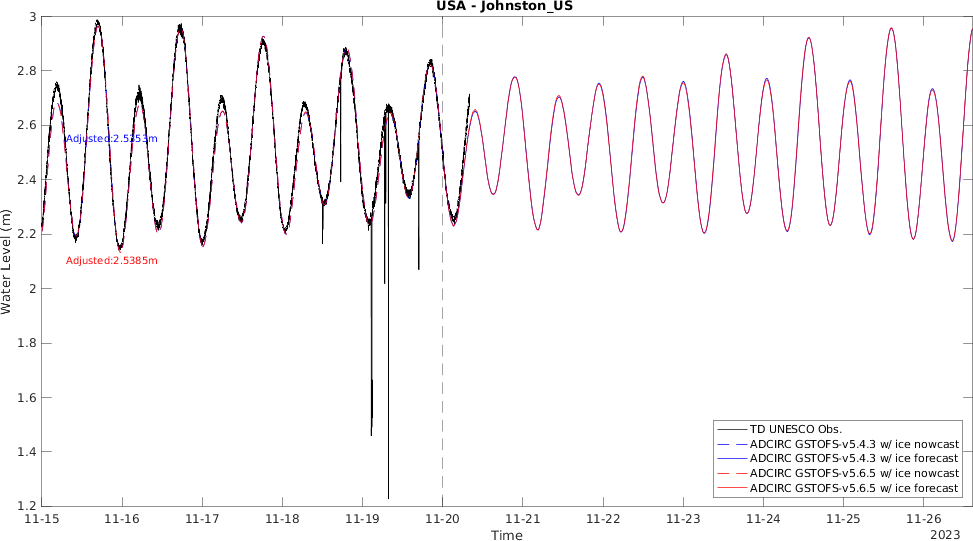 USA - Johnston_US
3
2.8
2.6
2.4
2.2
2
1.8
1.6
1.4
1.2
Water Level (m)
Adjusted:2.5353m
Adjusted:2.5385m
TD UNESCO Obs.
ADCIRC GSTOFS-v5.4.3 w/ ice nowcast
ADCIRC GSTOFS-v5.4.3 w/ ice forecast
ADCIRC GSTOFS-v5.6.5 w/ ice nowcast
ADCIRC GSTOFS-v5.6.5 w/ ice forecast
11-15 11-16 11-17 11-18 11-19 11-20 11-21 11-22 11-23 11-24 11-25 11-26
2023
Time